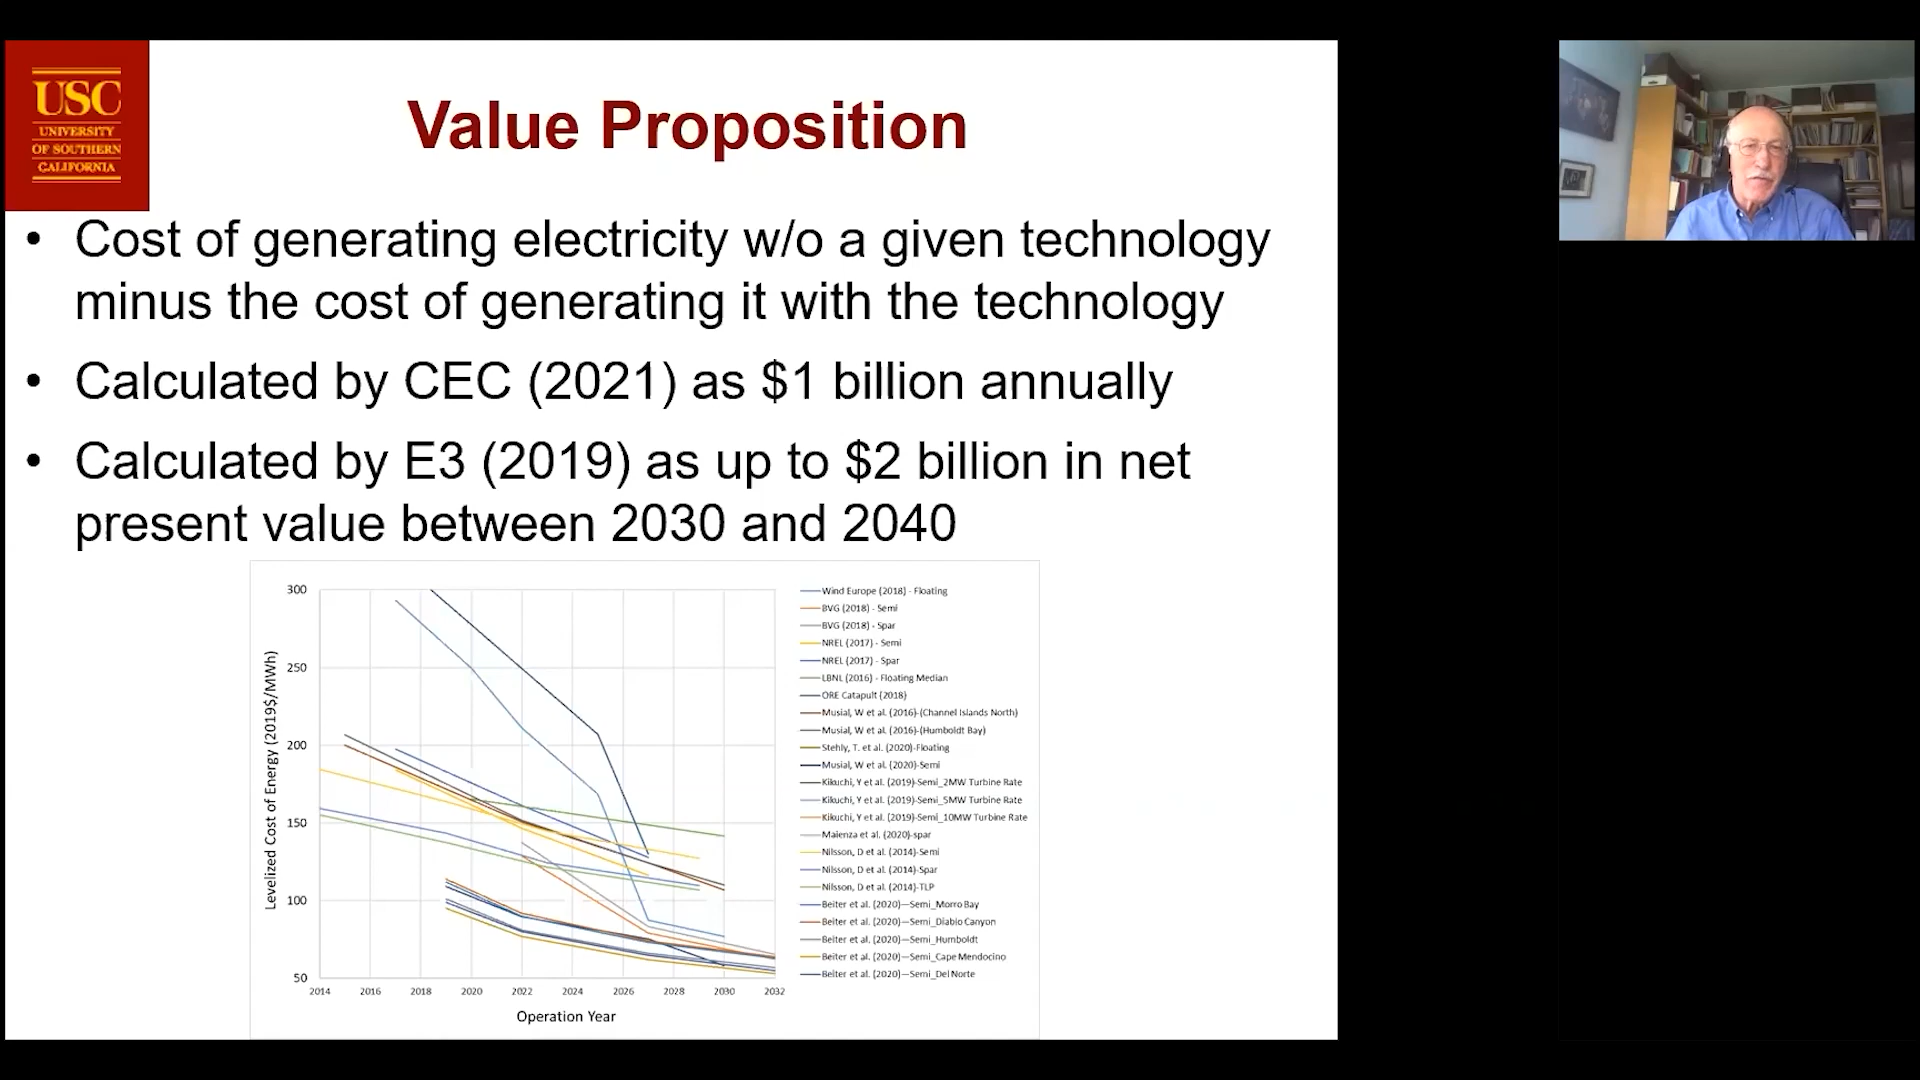 USC
UNIVERSITY
OF SOUTHERN
CALIFORNIA
Value Proposition
• Cost of generating electricity w/o a given technology
minus the cost of generating it with the technology
• Calculated by CEC (2021) as $1 billion annually
• Calculated by E3 (2019) as up to $2 billion in net
present value between 2030 and 2040
Levelized Cost of Energy (2019$/MWh)
300
250
200
150
100
50
2014 2016 2018 2020 2022 2024 2026 2028 2030 2032
Operation Year
Wind Europe (2018) - Floating
BVG (2018) - Semi
BVG (2018) - Spar
NREL (2017) - Semi
NREL (2017) - Spar
LBNL (2016) - Floating Median
ORE Catapult (2018)
Musial, W et al. (2016)-(Channel Islands North)
Musial, W et al. (2016)-(Humboldt Bay)
Stehly, T. et al. (2020)-Floating
Musial, W et al. (2020)-Semi
Kikuchi, Y et al. (2019)-Semi_2MW Turbine Rate
Kikuchi, Y et al. (2019)-Semi_5MW Turbine Rate
Kikuchi, Y et al. (2019)-Semi_10MW Turbine Rate
Maienza et al. (2020)-spar
Nilsson, D et al. (2014)-Semi
Nilsson, D et al. (2014)-Spar
Nilsson, D et al. (2014)-TLP
Beiter et al. (2020)—Semi_Morro Bay
Beiter et al. (2020)—Semi_Diablo Canyon
Beiter et al. (2020)—Semi_Humboldt
Beiter et al. (2020)—Semi_Cape Mendocino
Beiter et al. (2020)—Semi_Del Norte